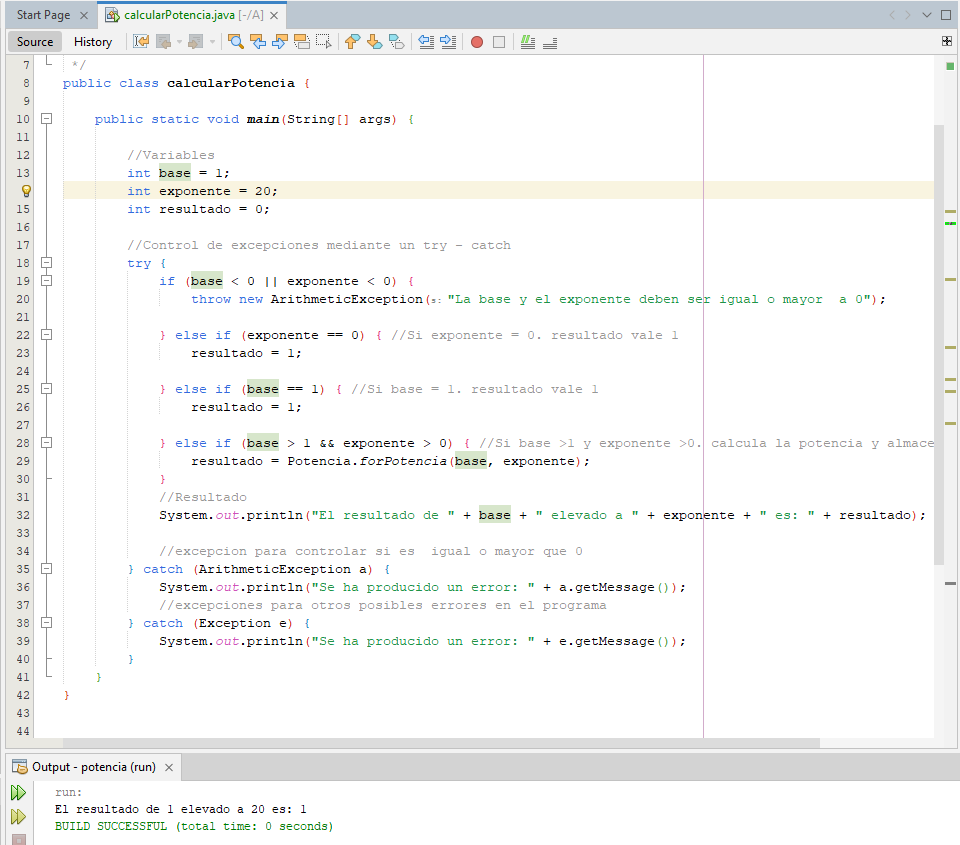 Start Page
calcularPotencia.java [-/A]
Source History
7 */
8 public class calcularPotencia {
9
10 public static void main(String[] args) {
11
12 //Variables
13 int base = 1;
int exponente = 20;
15 int resultado = 0;
16
17 //Control de excepciones mediante un try - catch
18 try {
19 if (base < 0 || exponente < 0) {
20 throw new ArithmeticException(s: "La base y el exponente deben ser igual o mayor  a 0");
21
22 } else if (exponente == 0) { //Si exponente = 0. resultado vale 1
23 resultado = 1;
24
25 } else if (base == 1) { //Si base = 1. resultado vale 1
26 resultado = 1;
27
28 } else if (base > 1 && exponente > 0) { //Si base >1 y exponente >0. calcula la potencia y almace
29 resultado = Potencia.forPotencia(base, exponente);
30 }
31 //Resultado
32 System.out.println("El resultado de " + base + " elevado a " + exponente + " es: " + resultado);
33
34 //excepcion para controlar si es  igual o mayor que 0
35 } catch (ArithmeticException a) {
36 System.out.println("Se ha producido un error: " + a.getMessage());
37 //excepciones para otros posibles errores en el programa
38 } catch (Exception e) {
39 System.out.println("Se ha producido un error: " + e.getMessage());
40 }
41 }
42 }
43
44
Output - potencia (run)
run:
El resultado de 1 elevado a 20 es: 1
BUILD SUCCESSFUL (total time: 0 seconds)